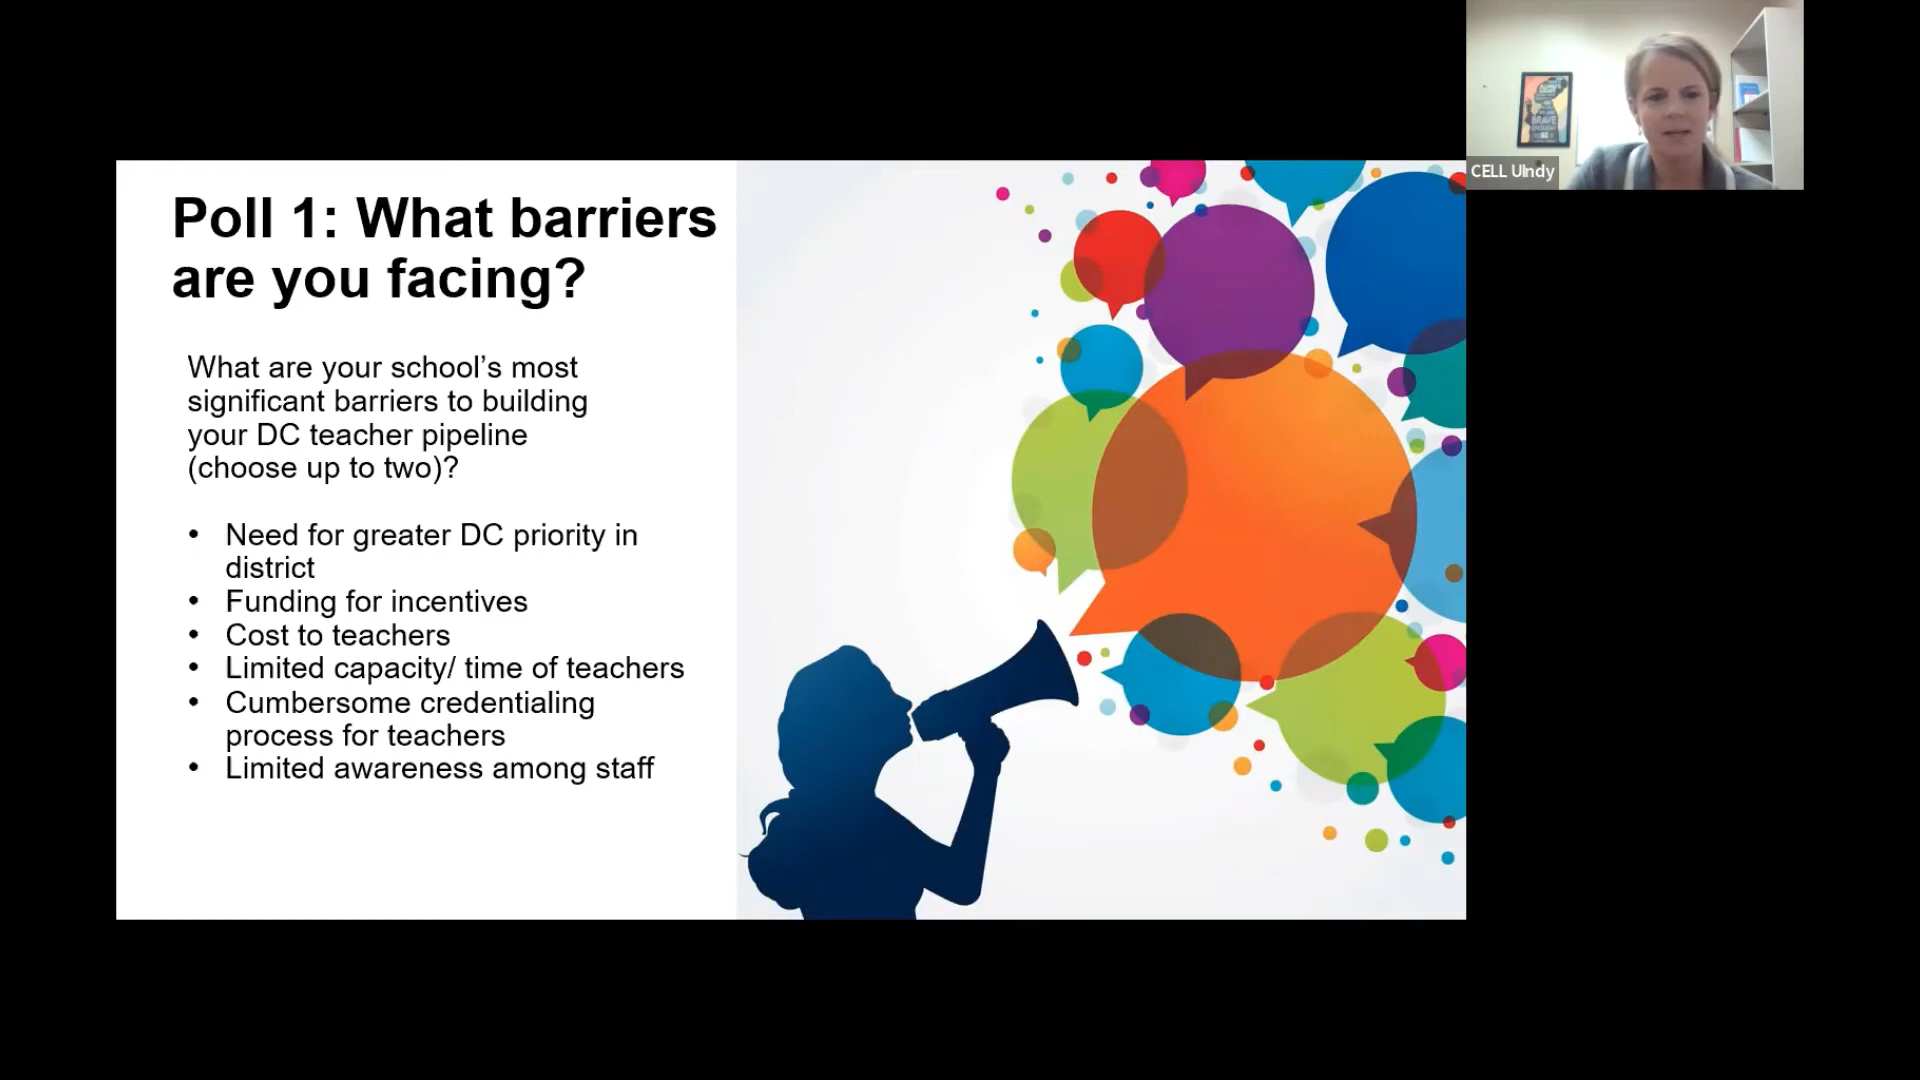 Poll 1: What barriers
are you facing?
What are your school’s most
significant barriers to building
your DC teacher pipeline
(choose up to two)?
• Need for greater DC priority in
district
• Funding for incentives
• Cost to teachers
• Limited capacity/ time of teachers
• Cumbersome credentialing
process for teachers
• Limited awareness among staff
BRAVE
CELL UIndy